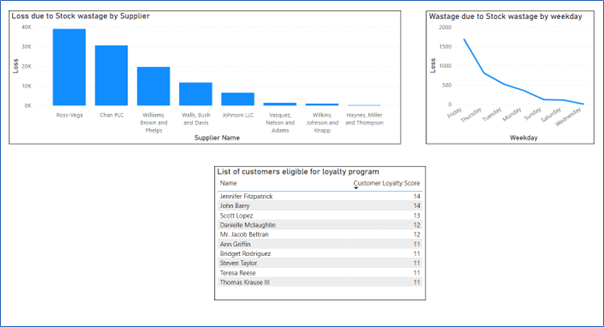 Loss due to Stock wastage by Supplier
40K
30K
20K
10K
0K
Loss
Ross-Vega
Chan PLC
Williams,
Brown and
Phelps
Walls, Bush
and Davis
Johnson LLC
Vasquez,
Nelson and
Adams
Wilkins,
Johnson and
Knapp
Haynes, Miller
and Thompson
Supplier Name
Wastage due to Stock wastage by weekday
2000
1500
1000
500
0
Loss
Friday
Thursday
Tuesday
Monday
Sunday
Saturday
Wednesday
Weekday
List of customers eligible for loyalty program
Name Customer Loyalty Score
Jennifer Fitzpatrick 14
John Barry 14
Scott Lopez 13
Danielle Mclaughlin 12
Mr. Jacob Beltran 12
Ann Griffin 11
Bridget Rodriguez 11
Steven Taylor 11
Teresa Reese 11
Thomas Krause III 11